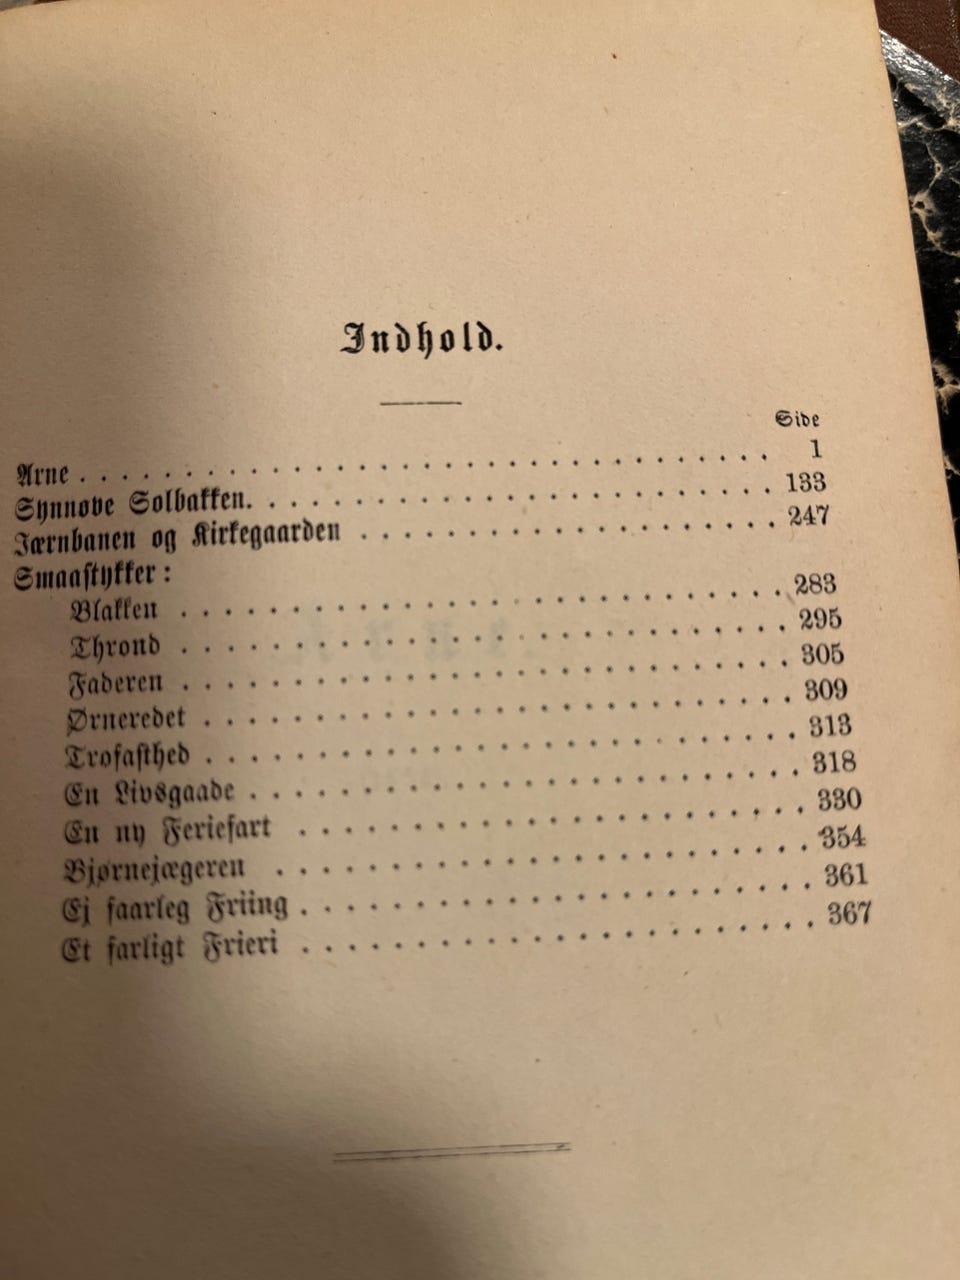 Indhold.
Side
Arne . . . . . . . . . . . . . . . . . . . . . . . . 1
Synnøve Solbakken. . . . . . . . . . . . . . . . . . 133
Jærnbanen og Kirkegaarden . . . . . . . . . . . . . 247
Smaastykker:
Blakken . . . . . . . . . . . . . . . . . . . . . 283
Thrond . . . . . . . . . . . . . . . . . . . . . 295
Faderen . . . . . . . . . . . . . . . . . . . . . 305
Ørneredet . . . . . . . . . . . . . . . . . . . . 309
Trofasthed . . . . . . . . . . . . . . . . . . . . 313
En Livsgaade . . . . . . . . . . . . . . . . . . . 318
En ny Feriefart . . . . . . . . . . . . . . . . . 330
Bjørnejægeren . . . . . . . . . . . . . . . . . . 354
Ej faarleg Friing . . . . . . . . . . . . . . . . . 361
Et farligt Frieri . . . . . . . . . . . . . . . . . 367